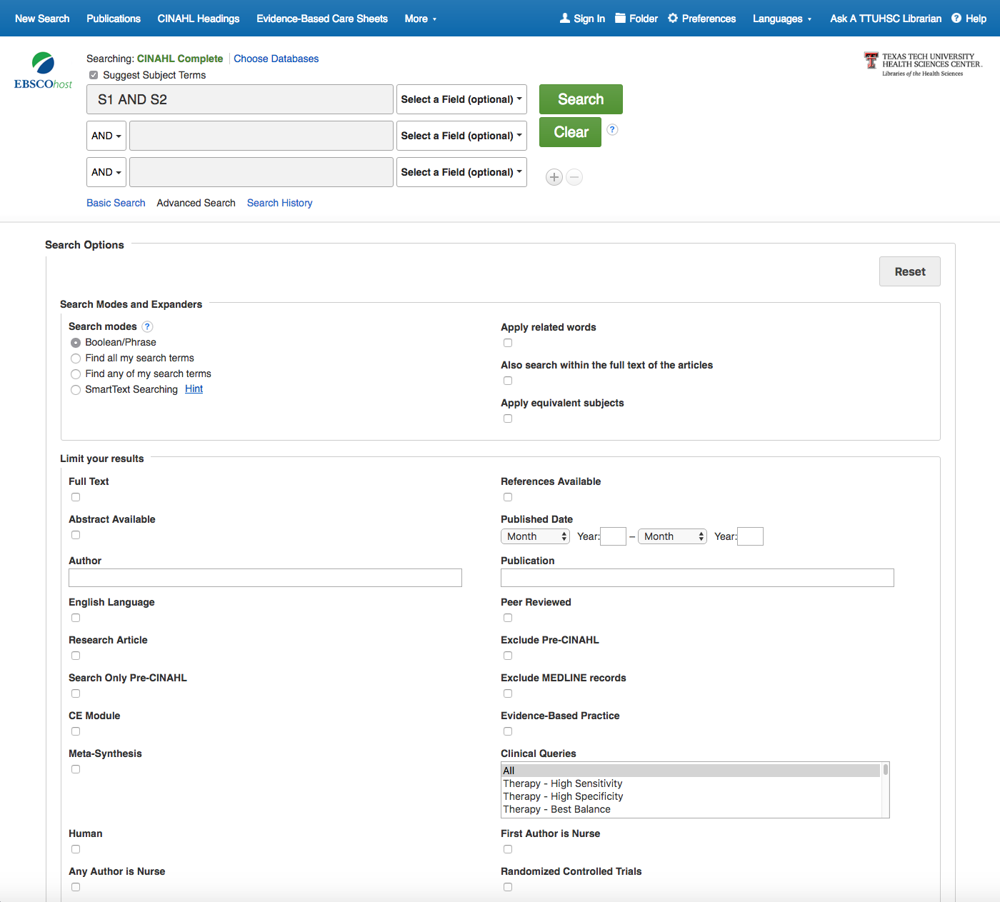 New Search Publications CINAHL Headings Evidence-Based Care Sheets More Sign In Folder Preferences Languages Ask A TTUHSC Librarian ? Help
EBSCOhost
Searching: CINAHL Complete Choose Databases
Suggest Subject Terms
TEXAS TECH UNIVERSITY
HEALTH SCIENCES CENTER.
Libraries of the Health Sciences
S1 AND S2 Select a Field (optional) Search
AND Select a Field (optional) Clear ?
AND Select a Field (optional)
Basic Search Advanced Search Search History
Search Options
Reset
Search Modes and Expanders
Search modes ?
Boolean/Phrase
Find all my search terms
Find any of my search terms
SmartText Searching Hint
Apply related words
Also search within the full text of the articles
Apply equivalent subjects
Limit your results
Full Text References Available
Abstract Available Published Date
Month Year: – Month Year:
Author Publication
English Language Peer Reviewed
Research Article Exclude Pre-CINAHL
Search Only Pre-CINAHL Exclude MEDLINE records
CE Module Evidence-Based Practice
Meta-Synthesis Clinical Queries
All
Therapy - High Sensitivity
Therapy - High Specificity
Therapy - Best Balance
Human First Author is Nurse
Any Author is Nurse Randomized Controlled Trials